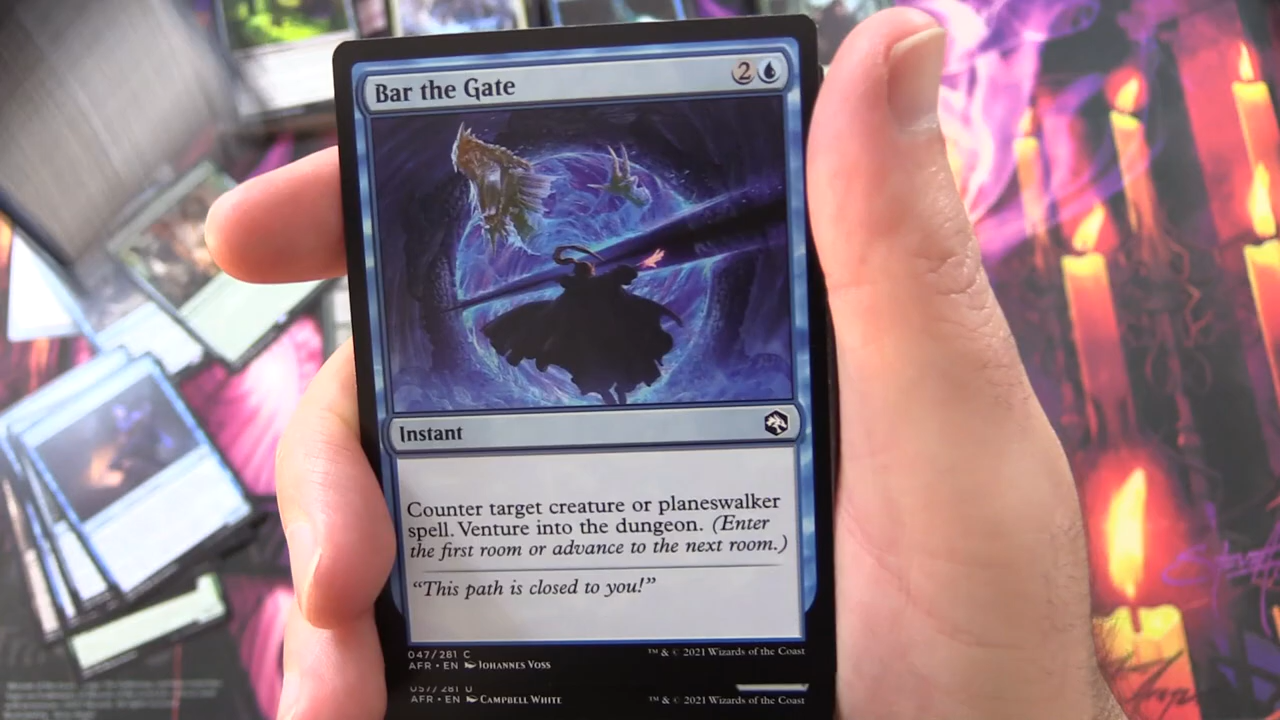 Bar the Gate
2
Instant
Counter target creature or planeswalker
spell. Venture into the dungeon. (Enter
the first room or advance to the next room.)
"This path is closed to you!"
047/281 C
AFR • EN Johannes Voss
™ & © 2021 Wizards of the Coast
057/281 U
AFR • EN Campbell White
™ & © 2021 Wizards of the Coast